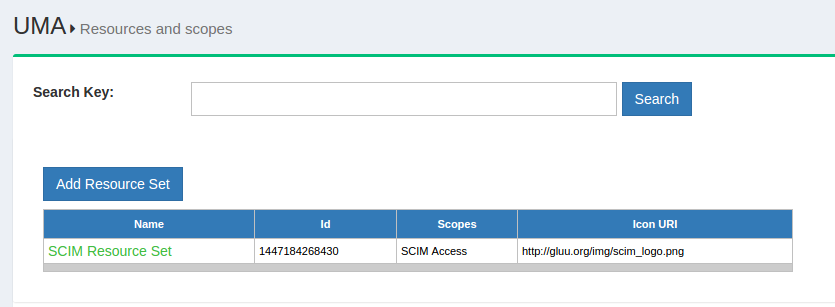 UMA Resources and scopes
Search Key:
Search
Add Resource Set
Name Id Scopes Icon URI
SCIM Resource Set 1447184268430 SCIM Access http://gluu.org/img/scim_logo.png